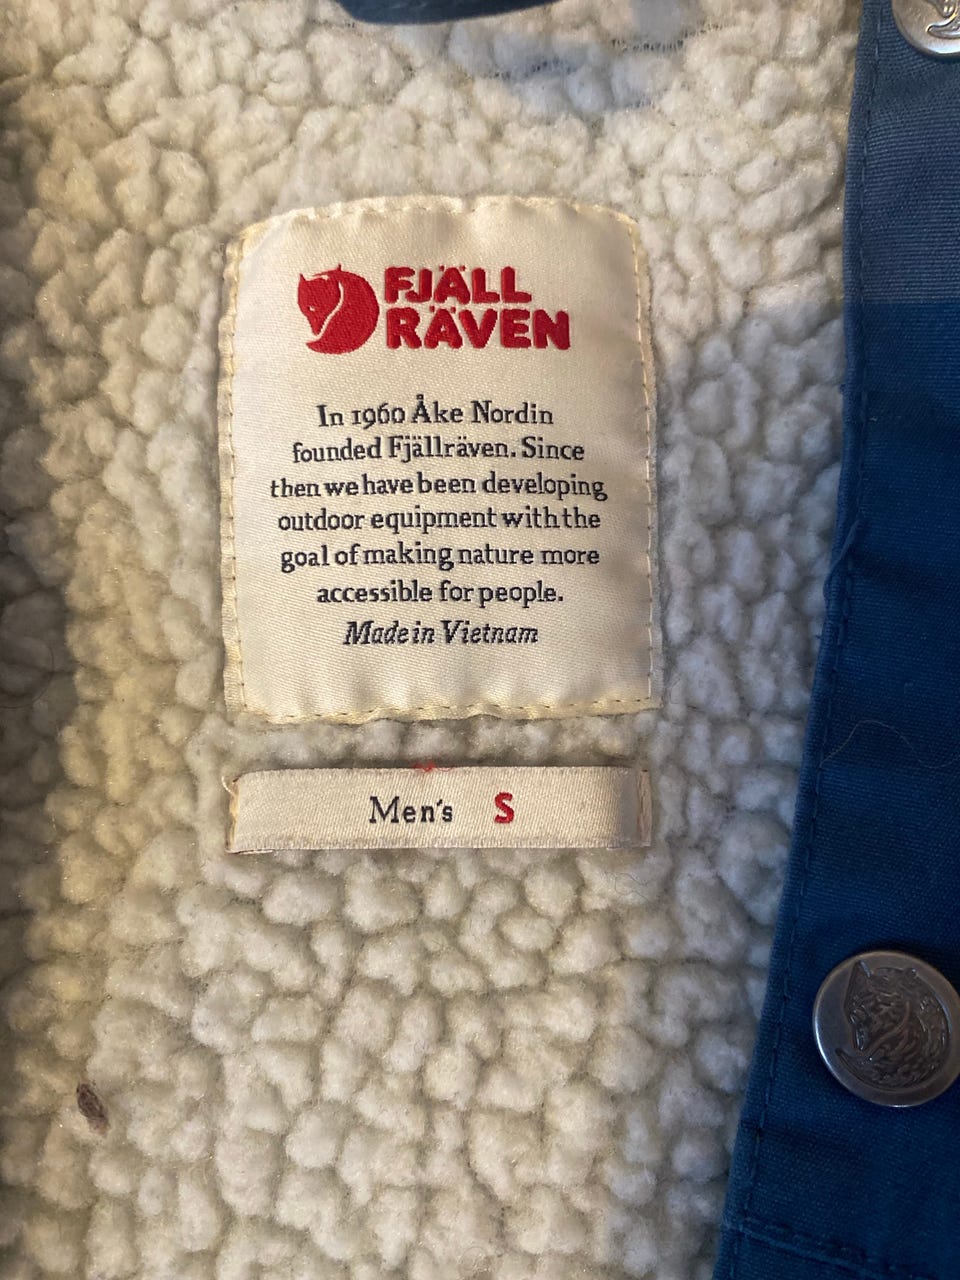 FJÄLL
RÄVEN
In 1960 Åke Nordin
founded Fjällräven. Since
then we have been developing
outdoor equipment with the
goal of making nature more
accessible for people.
Made in Vietnam
Men's S